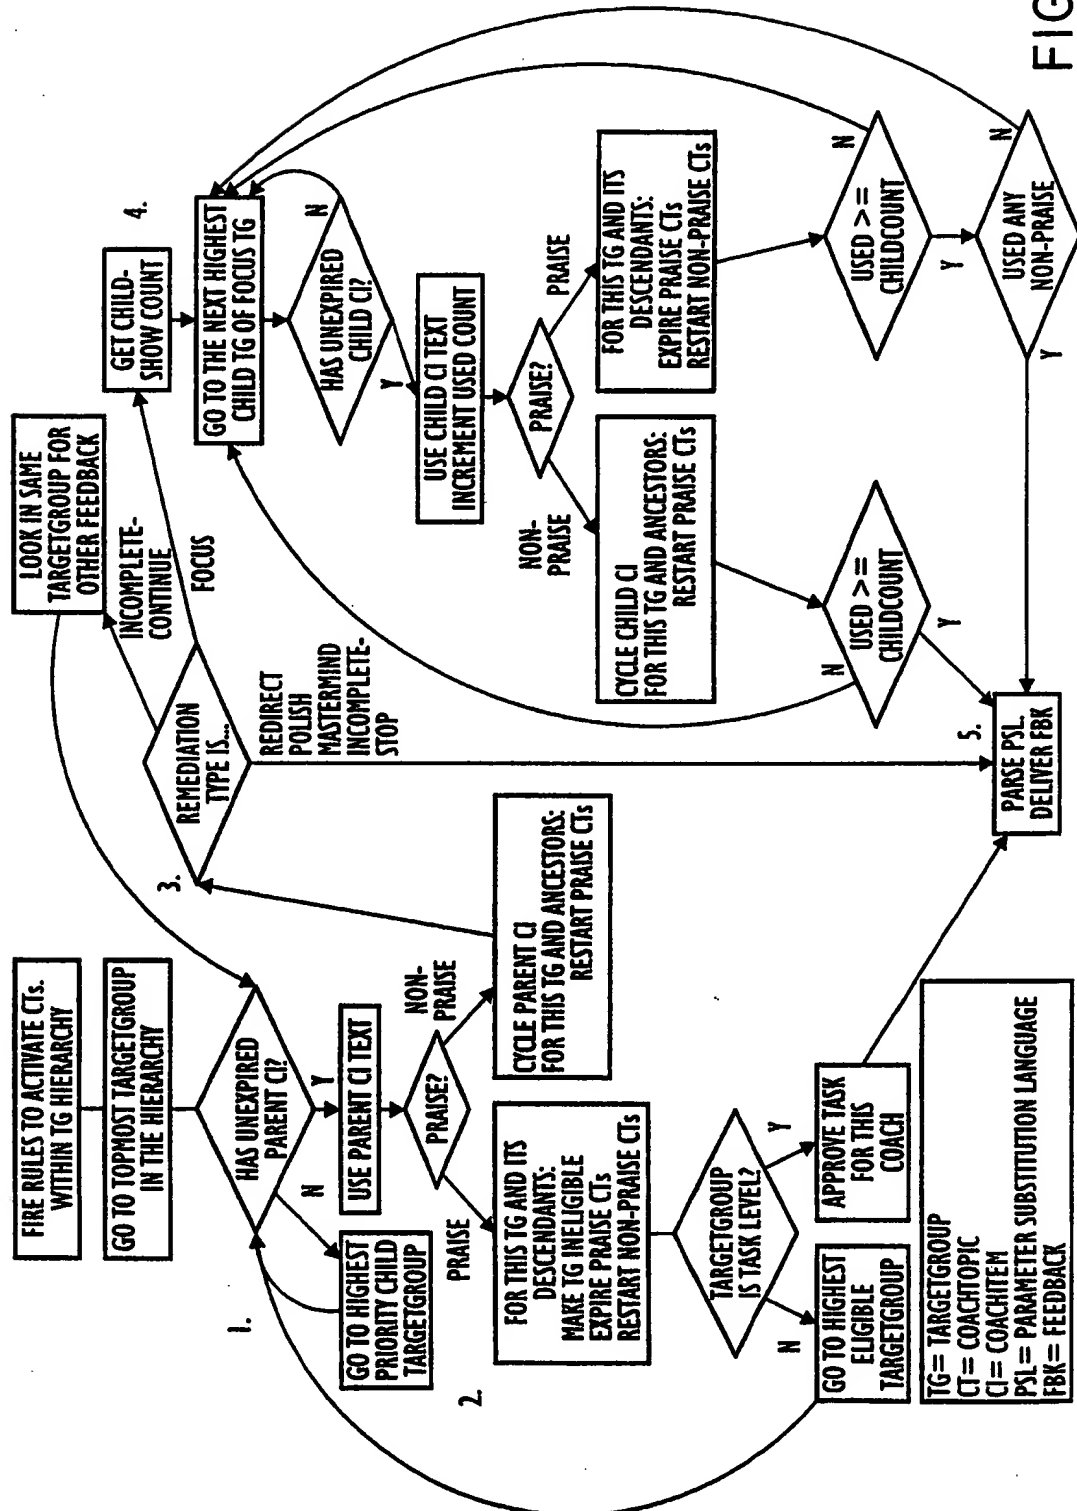 FIRE RULES TO ACTIVATE CTs.
WITHIN TG HIERARCHY
GO TO TOPMOST TARGETGROUP
IN THE HIERARCHY
1.
HAS UNEXPIRED
PARENT CI?
N
Y
GO TO HIGHEST
PRIORITY CHILD
TARGETGROUP
USE PARENT CI TEXT
2.
PRAISE?
PRAISE
NON-
PRAISE
FOR THIS TG AND ITS
DESCENDANTS:
MAKE TG INELIGIBLE
EXPIRE PRAISE CTs
RESTART NON-PRAISE CTs
CYCLE PARENT CI
FOR THIS TG AND ANCESTORS:
RESTART PRAISE CTs
TARGETGROUP
IS TASK LEVEL?
N
Y
GO TO HIGHEST
ELIGIBLE
TARGETGROUP
APPROVE TASK
FOR THIS
COACH
TG= TARGETGROUP
CT= COACHTOPIC
CI= COACHITEM
PSL= PARAMETER SUBSTITUTION LANGUAGE
FBK= FEEDBACK
3.
REMEDIATION
TYPE IS...
LOOK IN SAME
TARGETGROUP FOR
OTHER FEEDBACK
INCOMPLETE-
CONTINUE
FOCUS
REDIRECT
POLISH
MASTERMIND
INCOMPLETE-
STOP
4.
GET CHILD-
SHOW COUNT
GO TO THE NEXT HIGHEST
CHILD TG OF FOCUS TG
HAS UNEXPIRED
CHILD CI?
N
Y
USE CHILD CI TEXT
INCREMENT USED COUNT
PRAISE?
NON-
PRAISE
PRAISE
CYCLE CHILD CI
FOR THIS TG AND ANCESTORS:
RESTART PRAISE CTs
FOR THIS TG AND ITS
DESCENDANTS:
EXPIRE PRAISE CTs
RESTART NON-PRAISE CTs
USED >=
CHILDCOUNT
N
Y
USED >=
CHILDCOUNT
N
Y
USED ANY
NON-PRAISE
N
Y
5.
PARSE PSL.
DELIVER FBK
FIG